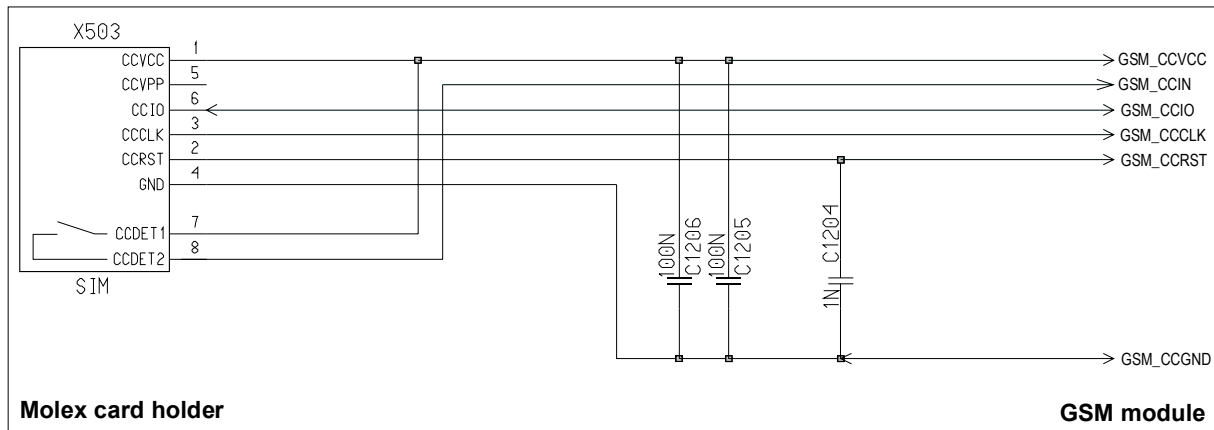 X503
CCVCC 1 GSM_CCVCC
CCVPP 5 GSM_CCIN
CCIO 6 GSM_CCIO
CCCLK 3 GSM_CCCLK
CCRST 2 GSM_CCRST
GND 4
CCDET1 7
CCDET2 8
SIM
100N
C1206
100N
C1205
1N
C1204
GSM_CCGND
Molex card holder
GSM module